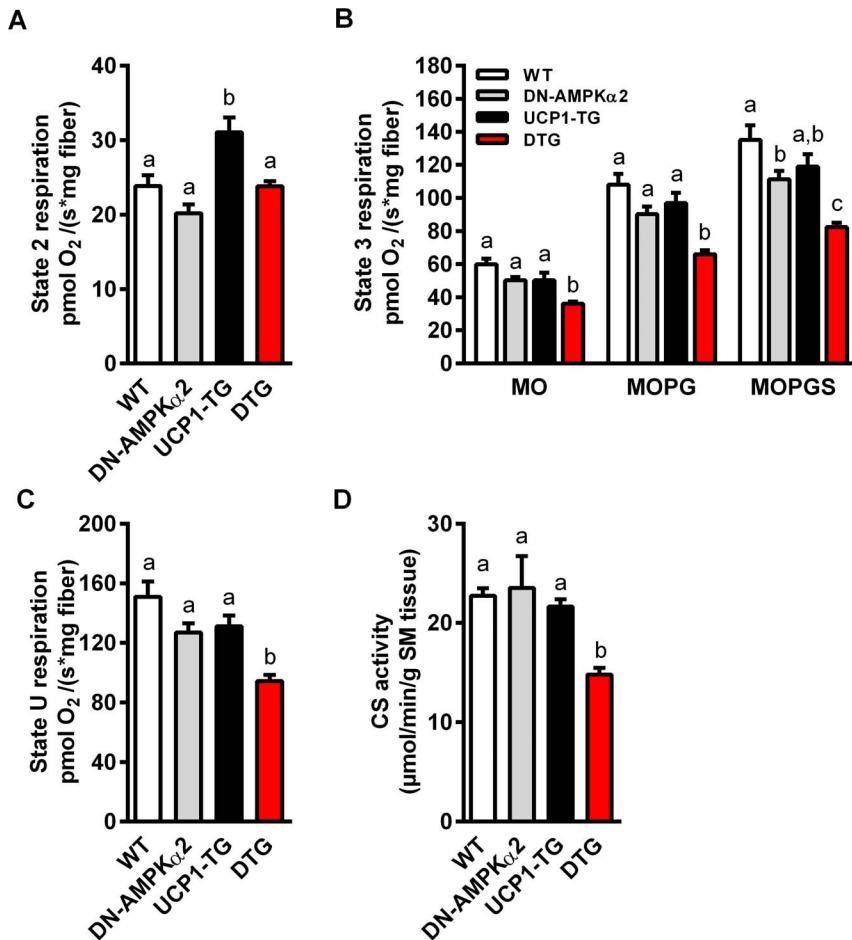 A
State 2 respiration
pmol O₂ /(s*mg fiber)
40
30
20
10
0
a
a
b
a
WT
DN-AMPKα2
UCP1-TG
DTG
B
State 3 respiration
pmol O₂ /(s*mg fiber)
180
160
140
120
100
80
60
40
20
0
WT
DN-AMPKα2
UCP1-TG
DTG
a
a
a
b
a
a
a
b
a
b
a,b
c
MO
MOPG
MOPGS
C
State U respiration
pmol O₂ /(s*mg fiber)
200
160
120
80
40
0
a
a
a
b
WT
DN-AMPKα2
UCP1-TG
DTG
D
CS activity
(µmol/min/g SM tissue)
30
20
10
0
a
a
a
b
WT
DN-AMPKα2
UCP1-TG
DTG